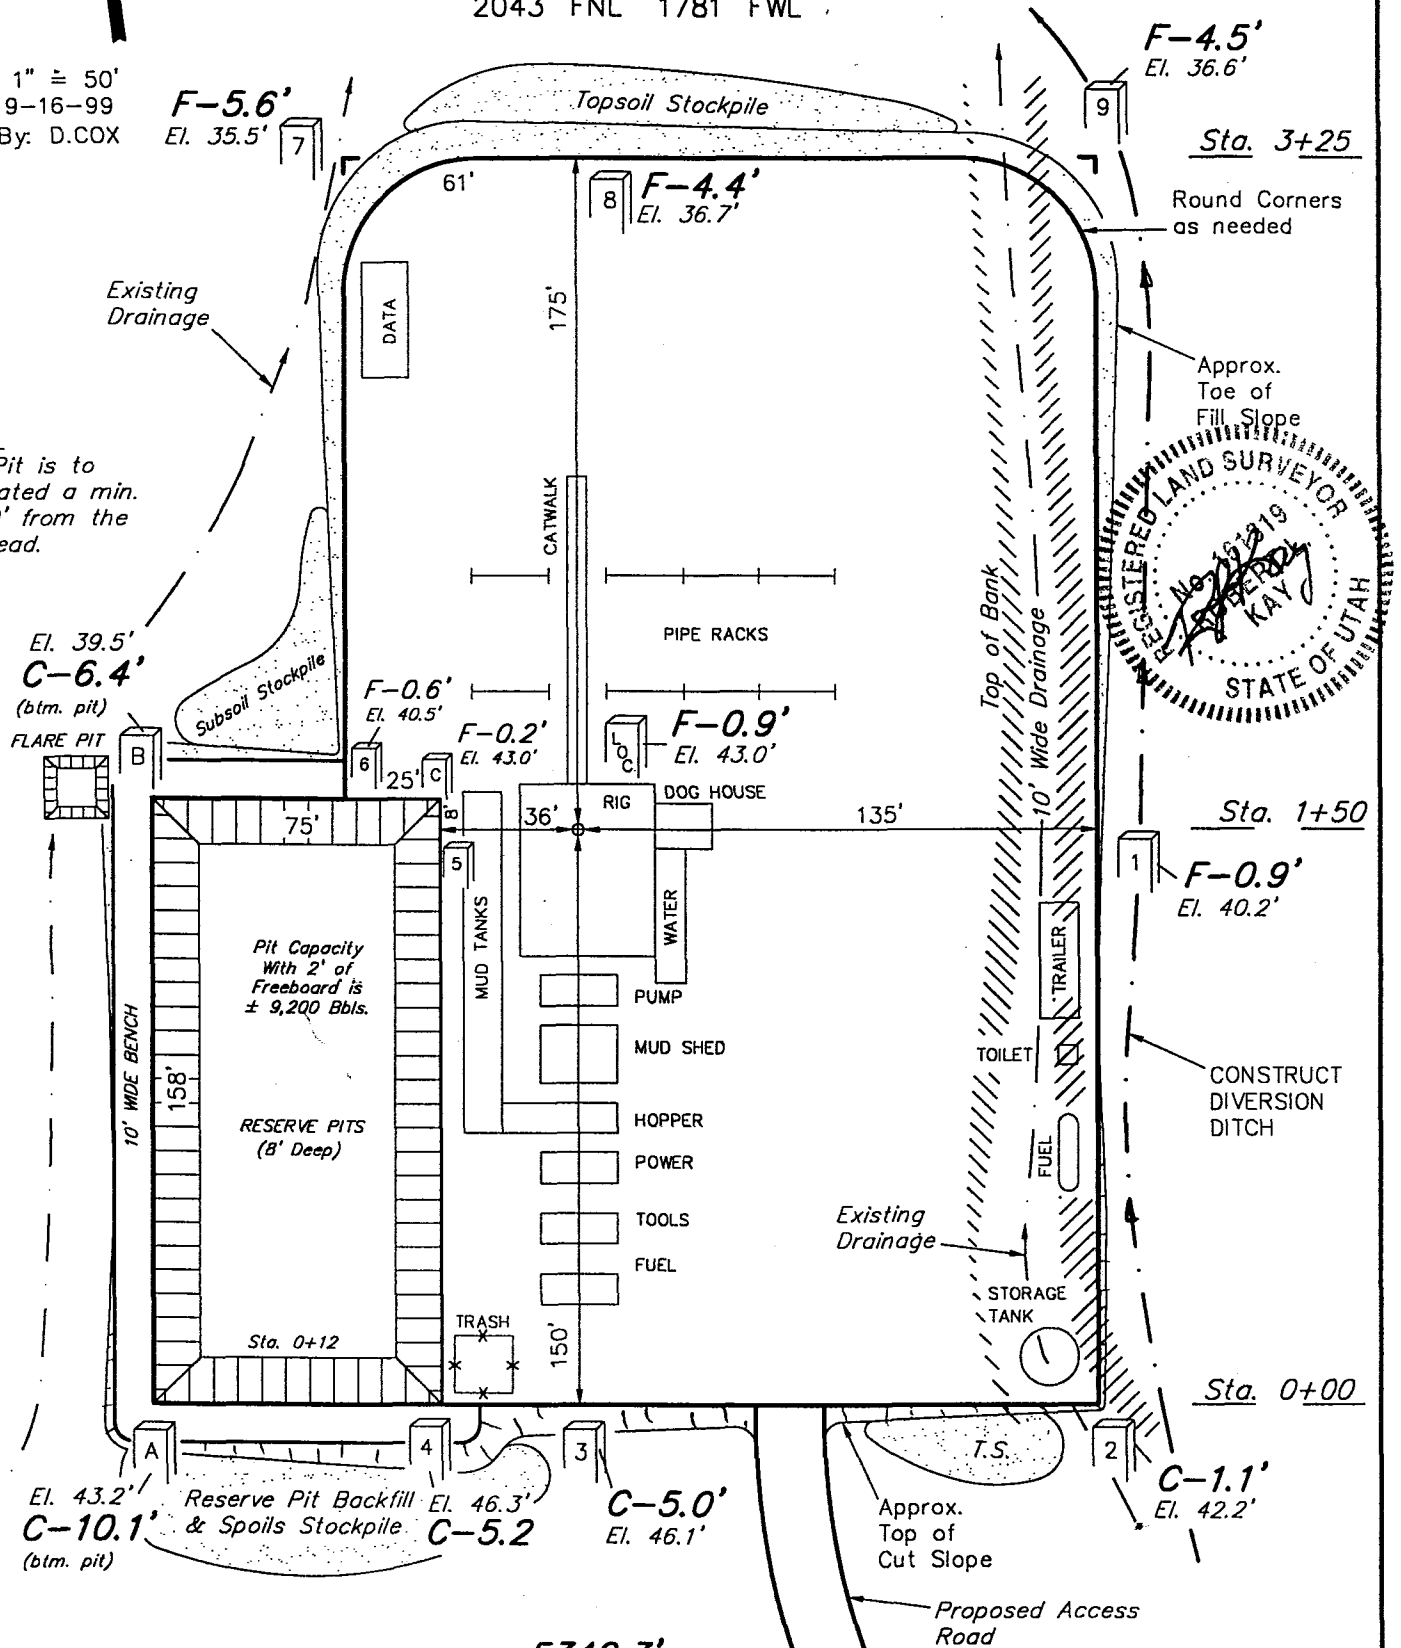 2043' FNL 1781' FWL
1" = 50'
9-16-99
By: D.COX
F-5.6'
El. 35.5'
7
Topsoil Stockpile
F-4.5'
El. 36.6'
9
Sta. 3+25
61'
8
F-4.4'
El. 36.7'
Round Corners
as needed
Existing
Drainage
DATA
175'
Approx.
Toe of
Fill Slope
Pit is to
a min.
from the
CATWALK
REGISTERED LAND SURVEYOR
No. 161319
KAY
STATE OF UTAH
Top of Bank
10' Wide Drainage
PIPE RACKS
El. 39.5'
C-6.4'
(btm. pit)
FLARE PIT
B
Subsoil Stockpile
F-0.6'
El. 40.5'
6
25'
C
F-0.2'
El. 43.0'
LOC.
F-0.9'
El. 43.0'
RIG
DOG HOUSE
8'
36'
135'
75'
Sta. 1+50
5
1
F-0.9'
El. 40.2'
MUD TANKS
WATER
TRAILER
Pit Capacity
With 2' of
Freeboard is
± 9,200 Bbls.
PUMP
MUD SHED
TOILET
10' WIDE BENCH
158'
RESERVE PITS
(8' Deep)
HOPPER
POWER
FUEL
CONSTRUCT
DIVERSION
DITCH
TOOLS
FUEL
Existing
Drainage
STORAGE
TANK
TRASH
Sta. 0+12
150'
Sta. 0+00
A
4
3
T.S.
2
El. 43.2'
C-10.1'
(btm. pit)
Reserve Pit Backfill
& Spoils Stockpile
El. 46.3'
C-5.2
C-5.0'
El. 46.1'
C-1.1'
El. 42.2'
Approx.
Top of
Cut Slope
Proposed Access
Road